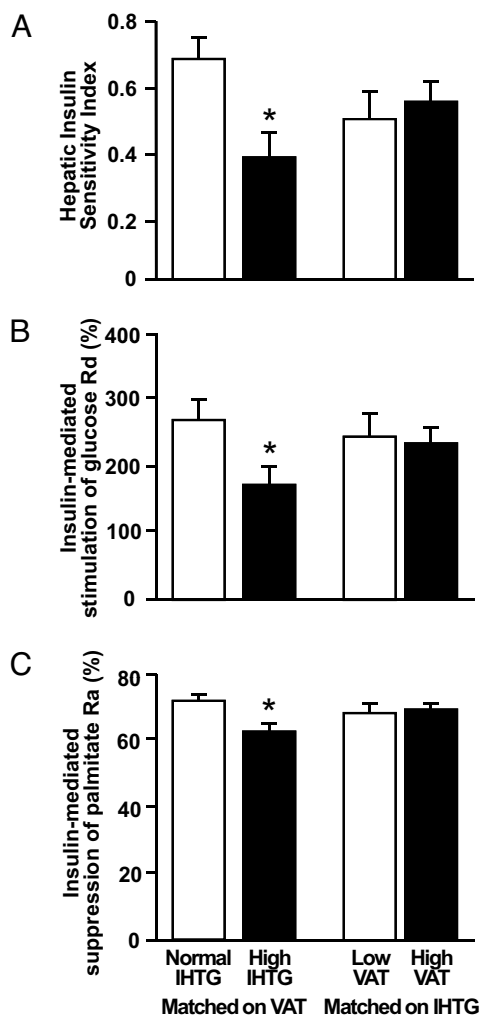 A
Hepatic Insulin
Sensitivity Index
0.8
0.6
0.4
0.2
0
*
B
Insulin-mediated
stimulation of glucose Rd (%)
400
300
200
100
0
*
C
Insulin-mediated
suppression of palmitate Ra (%)
80
60
40
20
0
*
Normal IHTG
High IHTG
Low VAT
High VAT
Matched on VAT
Matched on IHTG